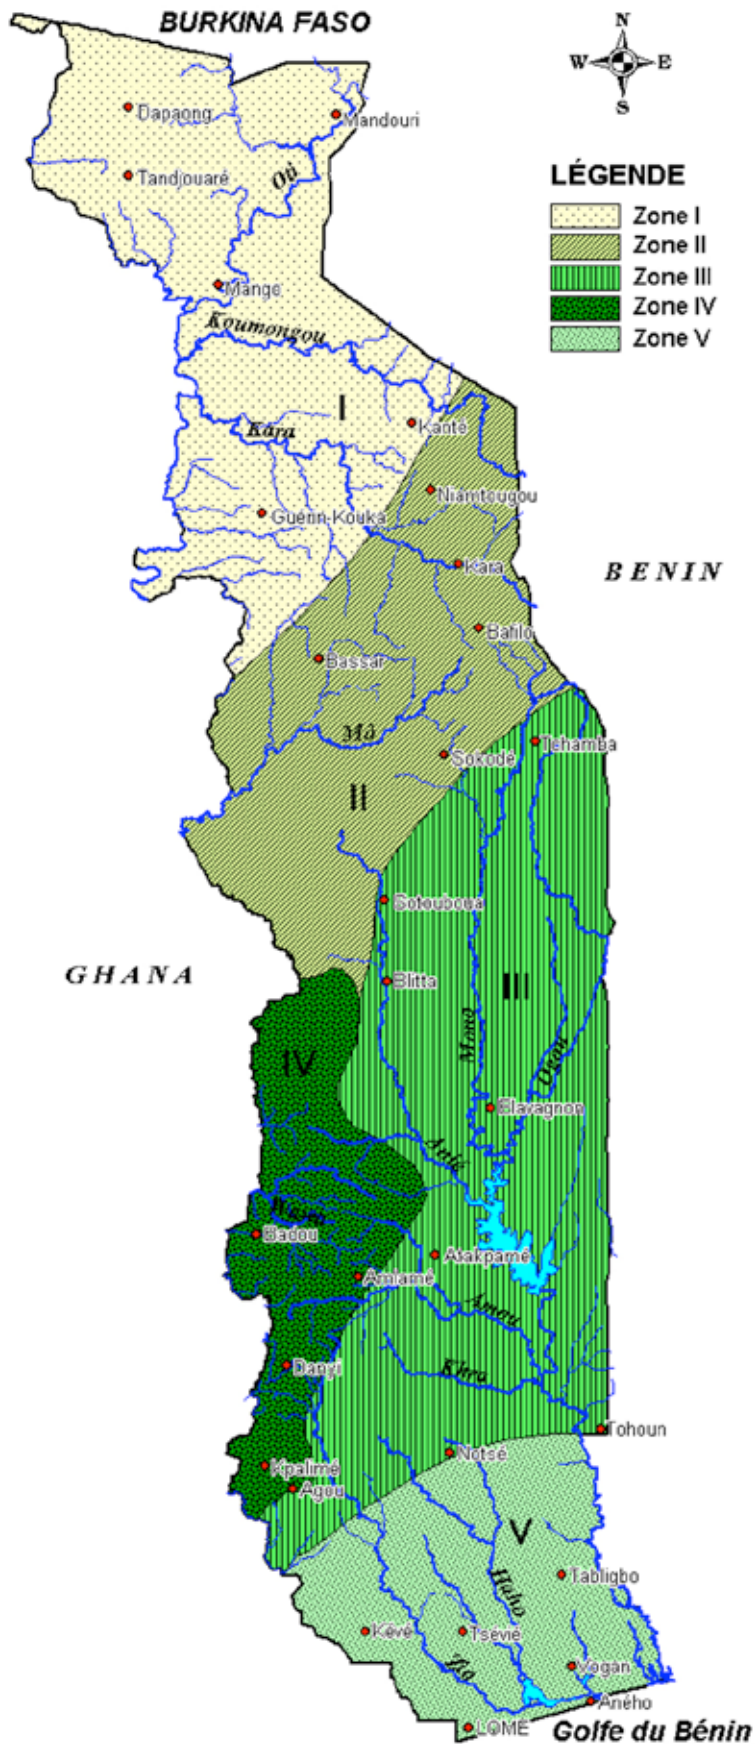 BURKINA FASO
N
W
E
S
Dapaong
Mandouri
LÉGENDE
Tandjouaré
Oti
Zone I
Zone II
Zone III
Mango
Zone IV
Koumongou
Zone V
I
Kanté
Kara
Niamtougou
Guérin-Kouka
Kara
BENIN
Bafilo
Bassar
Mô
Tchamba
Sokodé
II
Sotouboua
GHANA
Blitta
III
Mono
Ogou
IV
Elavagnon
Anié
Badou
Atakpamé
Amlamé
Amou
Danyi
Khra
Tohoun
Notsé
Kpalimé
Agou
V
Tabligbo
Haho
Kévé
Tsévié
Zio
Vogan
Aného
LOMÉ
Golfe du Bénin